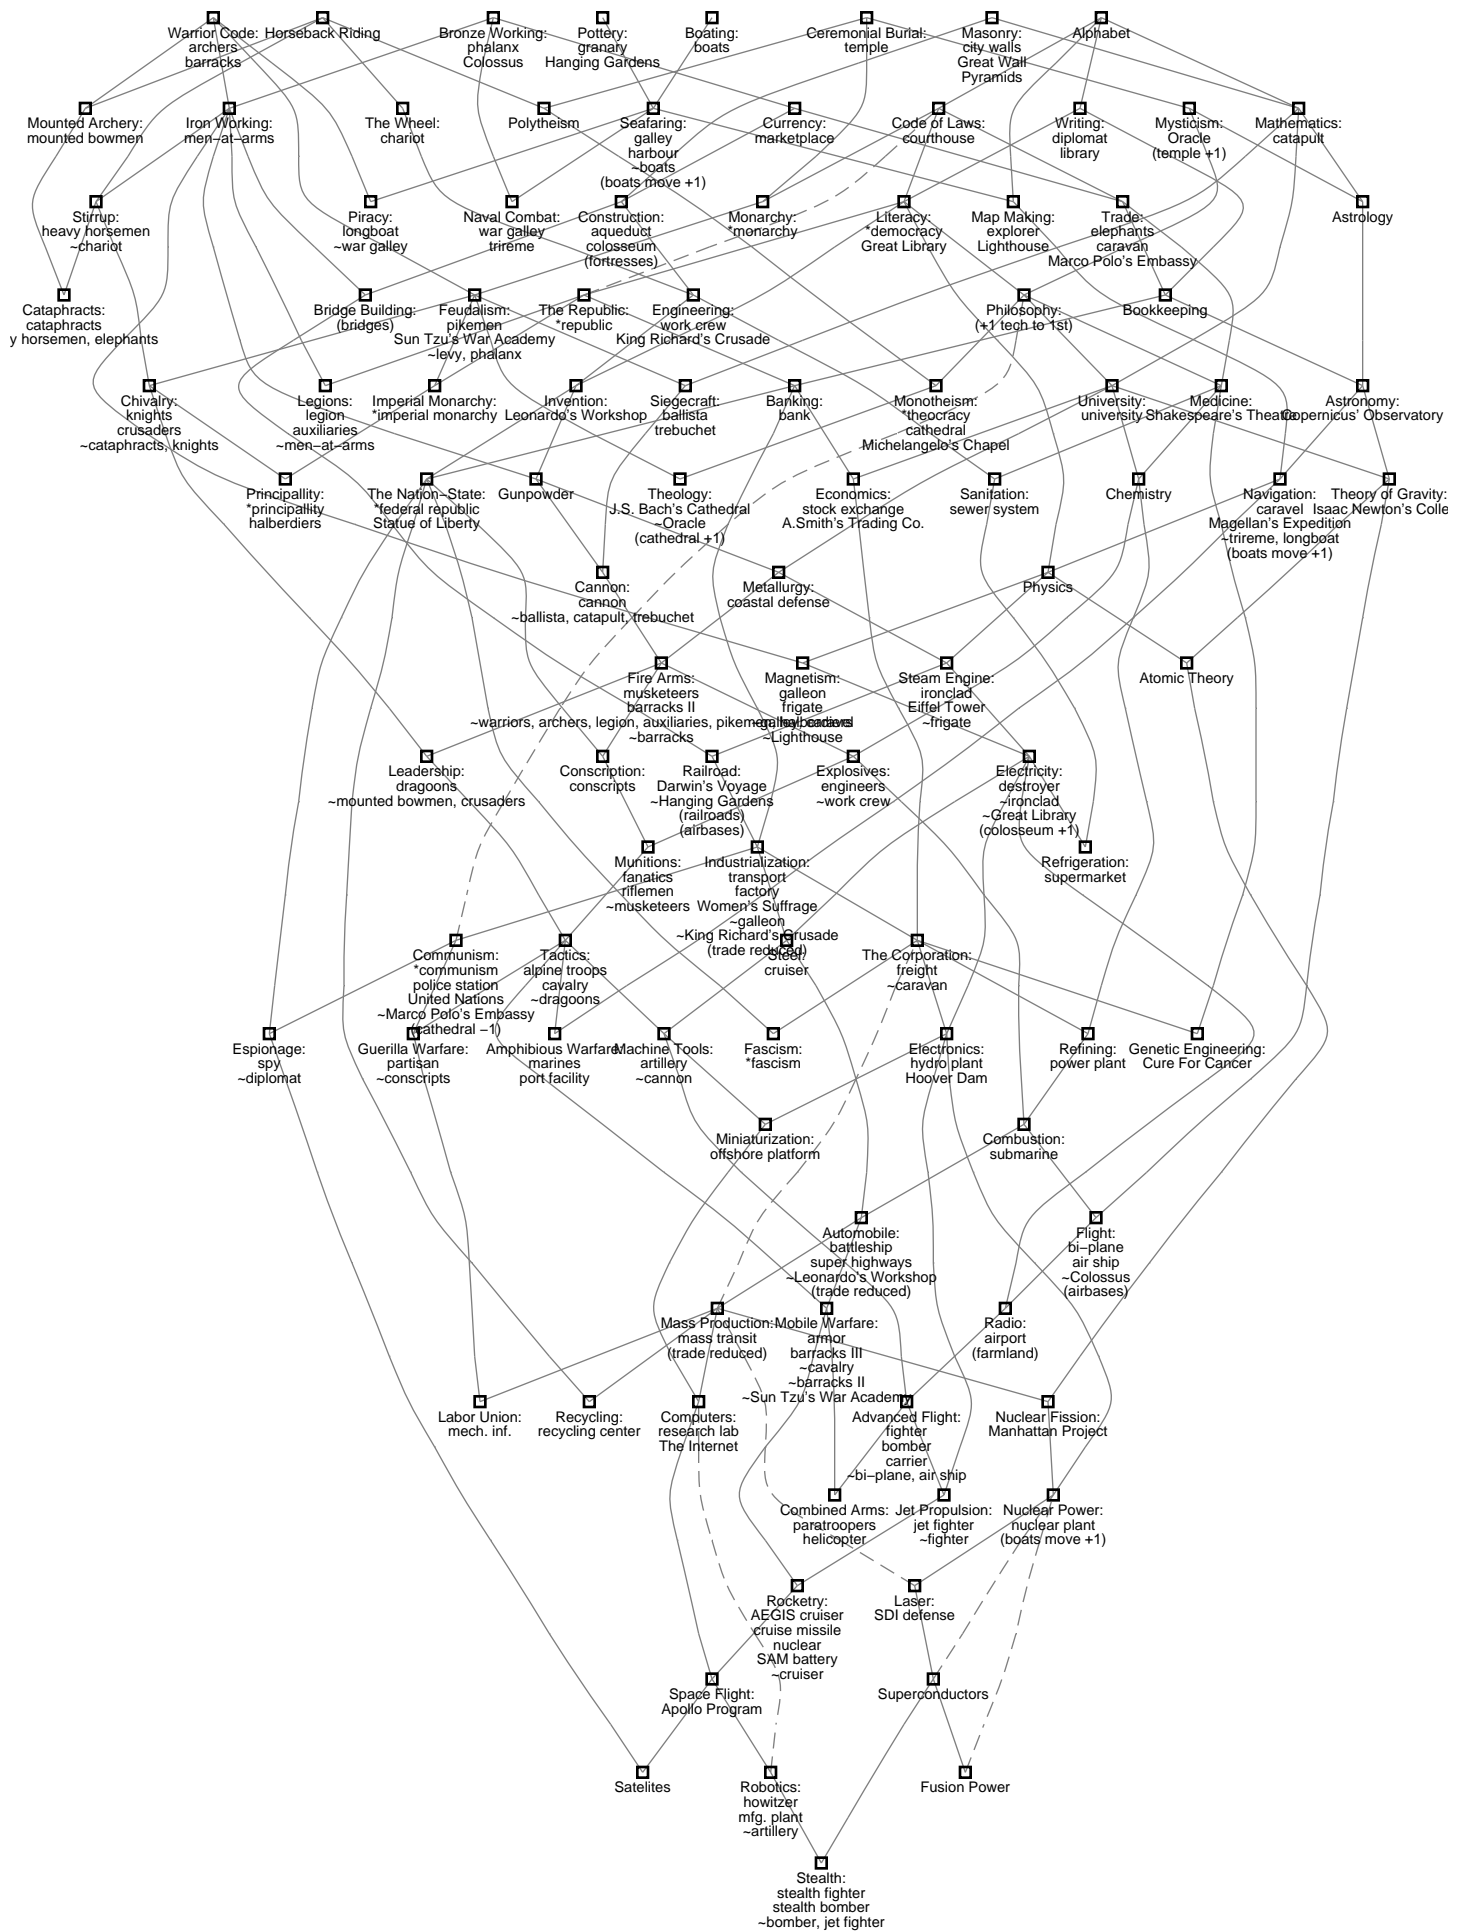 Warrior Code:
archers
barracks
Horseback Riding
Bronze Working:
phalanx
Colossus
Pottery:
granary
Hanging Gardens
Boating:
boats
Ceremonial Burial:
temple
Masonry:
city walls
Great Wall
Pyramids
Alphabet
Mounted Archery:
mounted bowmen
Iron Working:
men−at−arms
The Wheel:
chariot
Polytheism
Seafaring:
galley
harbour
~boats
(boats move +1)
Currency:
marketplace
Code of Laws:
courthouse
Writing:
diplomat
library
Mysticism:
Oracle
(temple +1)
Mathematics:
catapult
Stirrup:
heavy horsemen
~chariot
Piracy:
longboat
~war galley
Naval Combat:
war galley
trireme
Construction:
aqueduct
colosseum
(fortresses)
Monarchy:
*monarchy
Literacy:
*democracy
Great Library
Map Making:
explorer
Lighthouse
Trade:
elephants
caravan
Marco Polo's Embassy
Astrology
Cataphracts:
cataphracts
y horsemen, elephants
Bridge Building:
(bridges)
Feudalism:
pikemen
Sun Tzu's War Academy
~levy, phalanx
The Republic:
*republic
Engineering:
work crew
King Richard's Crusade
Philosophy:
(+1 tech to 1st)
Bookkeeping
Chivalry:
knights
crusaders
~cataphracts, knights
Legions:
legion
auxiliaries
~men−at−arms
Imperial Monarchy:
*imperial monarchy
Invention:
Leonardo's Workshop
Siegecraft:
ballista
trebuchet
Banking:
bank
Monotheism:
*theocracy
cathedral
Michelangelo's Chapel
University:
university
Medicine:
Shakespeare's Theatre
Astronomy:
Copernicus' Observatory
Principallity:
*principallity
halberdiers
The Nation−State:
*federal republic
Statue of Liberty
Gunpowder
Theology:
J.S. Bach's Cathedral
~Oracle
(cathedral +1)
Economics:
stock exchange
A.Smith's Trading Co.
Sanitation:
sewer system
Chemistry
Navigation:
caravel
Magellan's Expedition
~trireme, longboat
(boats move +1)
Theory of Gravity:
Isaac Newton's Colle
Cannon:
cannon
~ballista, catapult, trebuchet
Metallurgy:
coastal defense
Physics
Fire Arms:
musketeers
barracks II
~warriors, archers, legion, auxiliaries, pikemen, halberdiers
~barracks
Magnetism:
galleon
frigate
~galley, caravel
~Lighthouse
Steam Engine:
ironclad
Eiffel Tower
~frigate
Atomic Theory
Leadership:
dragoons
~mounted bowmen, crusaders
Conscription:
conscripts
Railroad:
Darwin's Voyage
~Hanging Gardens
(railroads)
(airbases)
Explosives:
engineers
~work crew
Electricity:
destroyer
~ironclad
~Great Library
(colosseum +1)
Munitions:
fanatics
riflemen
~musketeers
Industrialization:
transport
factory
Women's Suffrage
~galleon
~King Richard's Crusade
(trade reduced)
Refrigeration:
supermarket
Communism:
*communism
police station
United Nations
~Marco Polo's Embassy
(cathedral −1)
Tactics:
alpine troops
cavalry
~dragoons
Steel:
cruiser
The Corporation:
freight
~caravan
Espionage:
spy
~diplomat
Guerilla Warfare:
partisan
~conscripts
Amphibious Warfare:
marines
port facility
Machine Tools:
artillery
~cannon
Fascism:
*fascism
Electronics:
hydro plant
Hoover Dam
Refining:
power plant
Genetic Engineering:
Cure For Cancer
Miniaturization:
offshore platform
Combustion:
submarine
Automobile:
battleship
super highways
~Leonardo's Workshop
(trade reduced)
Flight:
bi−plane
air ship
~Colossus
(airbases)
Mass Production:
mass transit
(trade reduced)
Mobile Warfare:
armor
barracks III
~cavalry
~barracks II
~Sun Tzu's War Academy
Radio:
airport
(farmland)
Labor Union:
mech. inf.
Recycling:
recycling center
Computers:
research lab
The Internet
Advanced Flight:
fighter
bomber
carrier
~bi−plane, air ship
Nuclear Fission:
Manhattan Project
Combined Arms:
paratroopers
helicopter
Jet Propulsion:
jet fighter
~fighter
Nuclear Power:
nuclear plant
(boats move +1)
Rocketry:
AEGIS cruiser
cruise missile
nuclear
SAM battery
~cruiser
Laser:
SDI defense
Space Flight:
Apollo Program
Superconductors
Satelites
Robotics:
howitzer
mfg. plant
~artillery
Fusion Power
Stealth:
stealth fighter
stealth bomber
~bomber, jet fighter